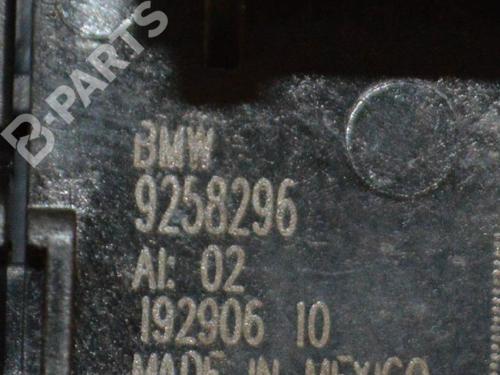 B-PARTS
BMW
9258296
AI: 02
192906 10
MADE IN MEXICO